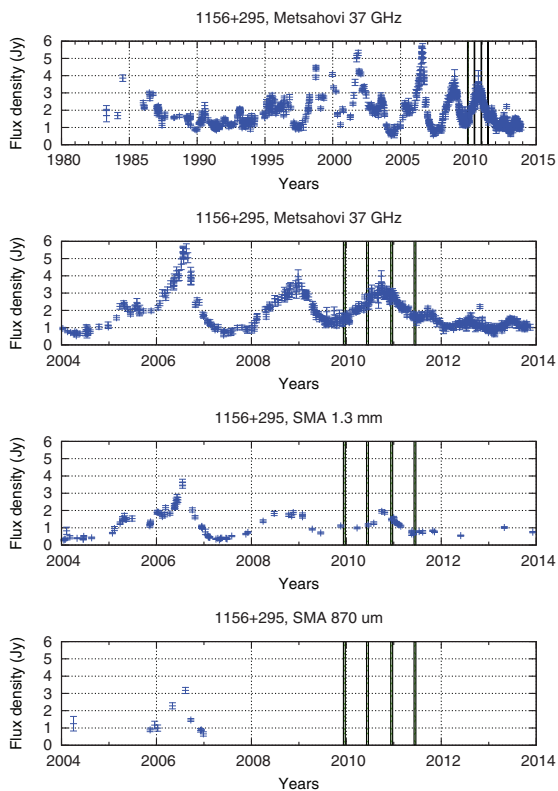 1156+295, Metsahovi 37 GHz
Flux density (Jy)
6
5
4
3
2
1
0
1980 1985 1990 1995 2000 2005 2010 2015
Years
1156+295, Metsahovi 37 GHz
Flux density (Jy)
6
5
4
3
2
1
0
2004 2006 2008 2010 2012 2014
Years
1156+295, SMA 1.3 mm
Flux density (Jy)
6
5
4
3
2
1
0
2004 2006 2008 2010 2012 2014
Years
1156+295, SMA 870 um
Flux density (Jy)
6
5
4
3
2
1
0
2004 2006 2008 2010 2012 2014
Years